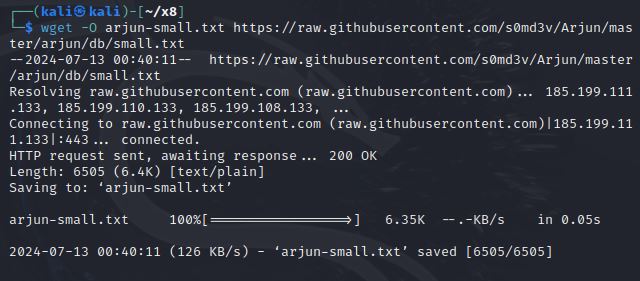 ┌──(kali㉿kali)-[~/x8]
└─$ wget -O arjun-small.txt https://raw.githubusercontent.com/s0md3v/Arjun/mas
ter/arjun/db/small.txt
--2024-07-13 00:40:11--  https://raw.githubusercontent.com/s0md3v/Arjun/master
/arjun/db/small.txt
Resolving raw.githubusercontent.com (raw.githubusercontent.com)... 185.199.111
.133, 185.199.110.133, 185.199.108.133, ...
Connecting to raw.githubusercontent.com (raw.githubusercontent.com)|185.199.11
1.133|:443... connected.
HTTP request sent, awaiting response... 200 OK
Length: 6505 (6.4K) [text/plain]
Saving to: ‘arjun-small.txt’
arjun-small.txt     100%[=================>]   6.35K  --.-KB/s    in 0.05s
2024-07-13 00:40:11 (126 KB/s) - ‘arjun-small.txt’ saved [6505/6505]